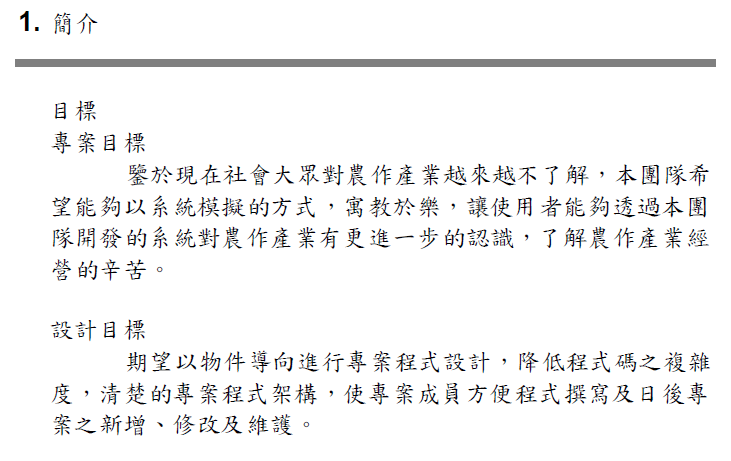 1. 簡介
目標
專案目標
鑒於現在社會大眾對農作產業越來越不了解，本團隊希
望能夠以系統模擬的方式，寓教於樂，讓使用者能夠透過本團
隊開發的系統對農作產業有更進一步的認識，了解農作產業經
營的辛苦。
設計目標
期望以物件導向進行專案程式設計，降低程式碼之複雜
度，清楚的專案程式架構，使專案成員方便程式撰寫及日後專
案之新增、修改及維護。